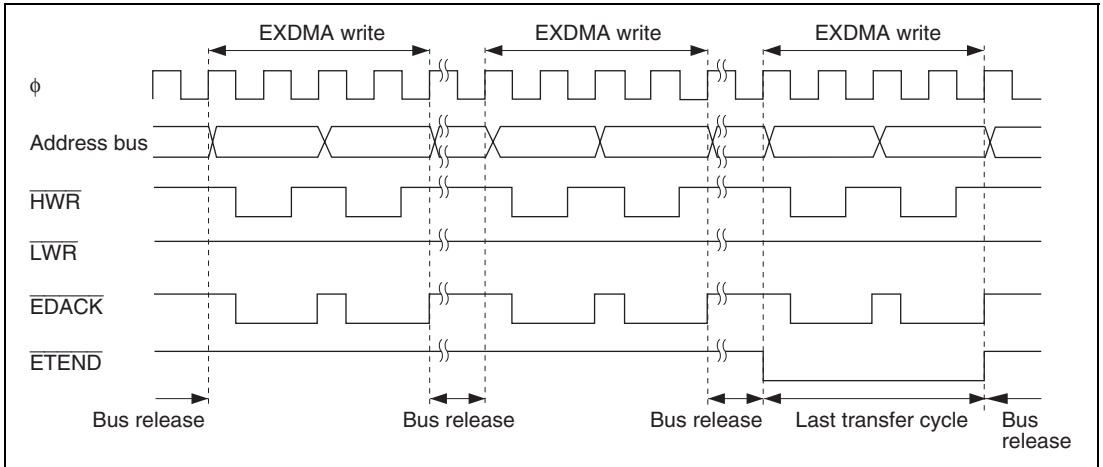 EXDMA write EXDMA write EXDMA write
ϕ
Address bus
HWR
LWR
EDACK
ETEND
Bus release Bus release Bus release Last transfer cycle Bus
release